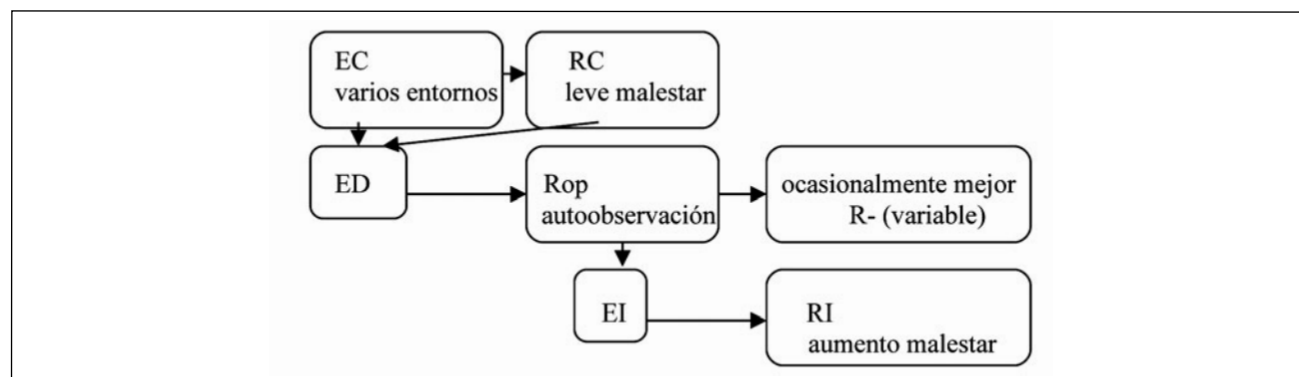 EC
varios entornos
RC
leve malestar
ED
Rop
autoobservación
ocasionalmente mejor
R- (variable)
EI
RI
aumento malestar